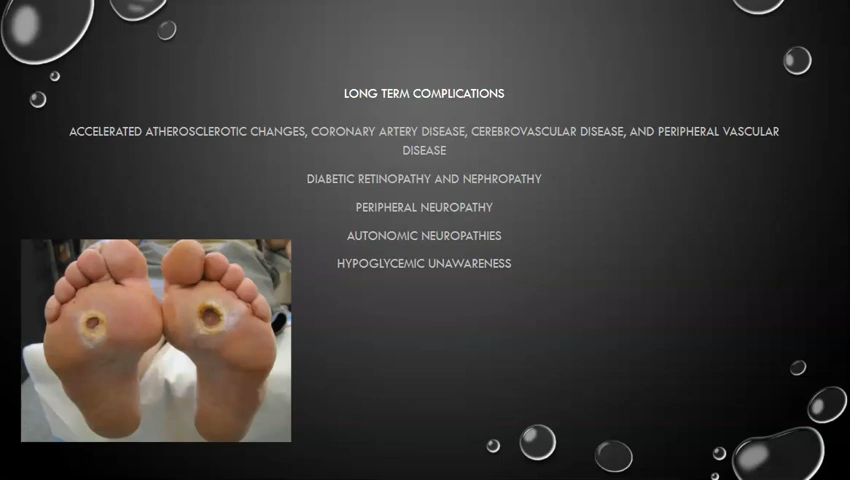 LONG TERM COMPLICATIONS
ACCELERATED ATHEROSCLEROTIC CHANGES, CORONARY ARTERY DISEASE, CEREBROVASCULAR DISEASE, AND PERIPHERAL VASCULAR
DISEASE
DIABETIC RETINOPATHY AND NEPHROPATHY
PERIPHERAL NEUROPATHY
AUTONOMIC NEUROPATHIES
HYPOGLYCEMIC UNAWARENESS